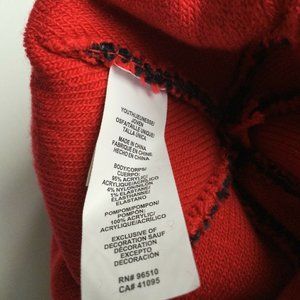 YOUTH/JEUNESSE/
JOVEN
OSFA/TAILLE UNIQUE/
TALLA ÚNICA
MADE IN CHINA
FABRIQUÉ EN CHINE/
HECHO EN CHINA
BODY/CORPS/
CUERPO:
95% ACRYLIC/
ACRYLIQUE/ACRÍLICO
4% NYLON/NYLON/
1% ELASTANE/
ÉLASTHANNE/
ELASTANO
POMPOM/POMPON/
POMPÓN:
100% ACRYLIC/
ACRYLIQUE/
ACRÍLICO
EXCLUSIVE OF
DECORATION SAUF
DÉCORATION
EXCEPTO
DECORACIÓN
RN# 96510
CA# 41095